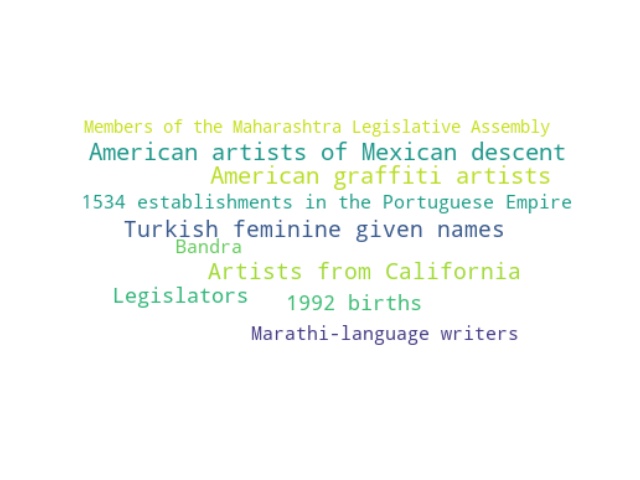 Members of the Maharashtra Legislative Assembly
American artists of Mexican descent
American graffiti artists
1534 establishments in the Portuguese Empire
Turkish feminine given names
Bandra
Artists from California
Legislators
1992 births
Marathi-language writers